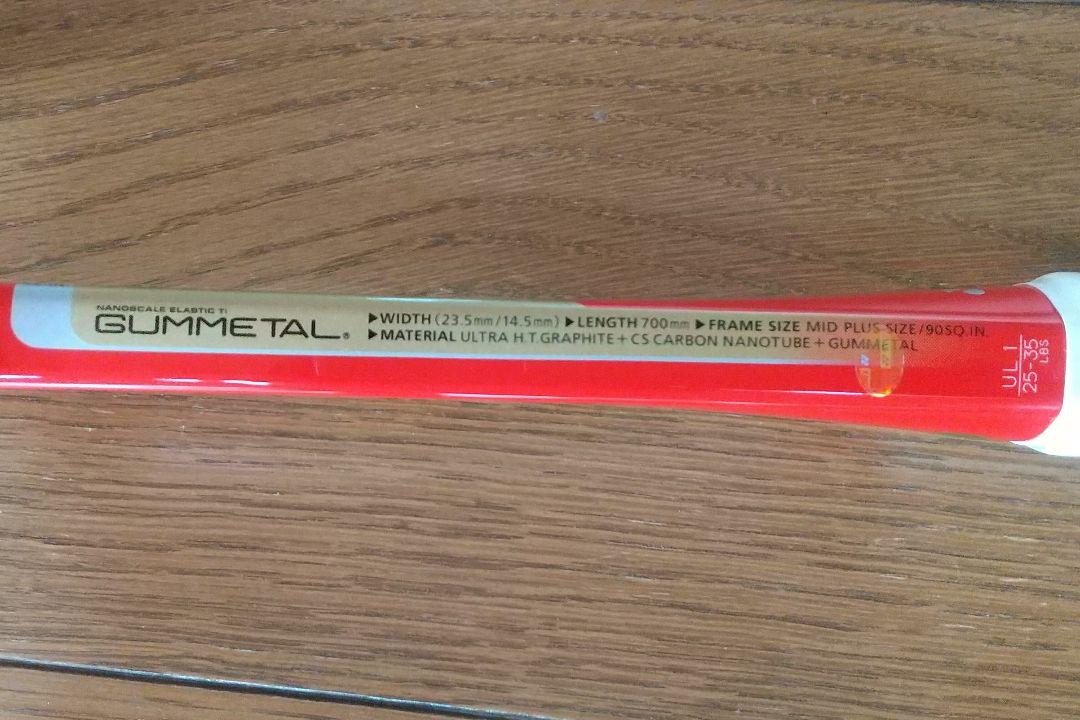 NANOSCALE ELASTIC Ti
GUMMETAL®
▶WIDTH (23.5mm/14.5mm) ▶LENGTH 700mm ▶FRAME SIZE MID PLUS SIZE/90SQ.IN.
▶MATERIAL ULTRA H.T.GRAPHITE+CS CARBON NANOTUBE+GUMMETAL
UL 1
25-35
LBS